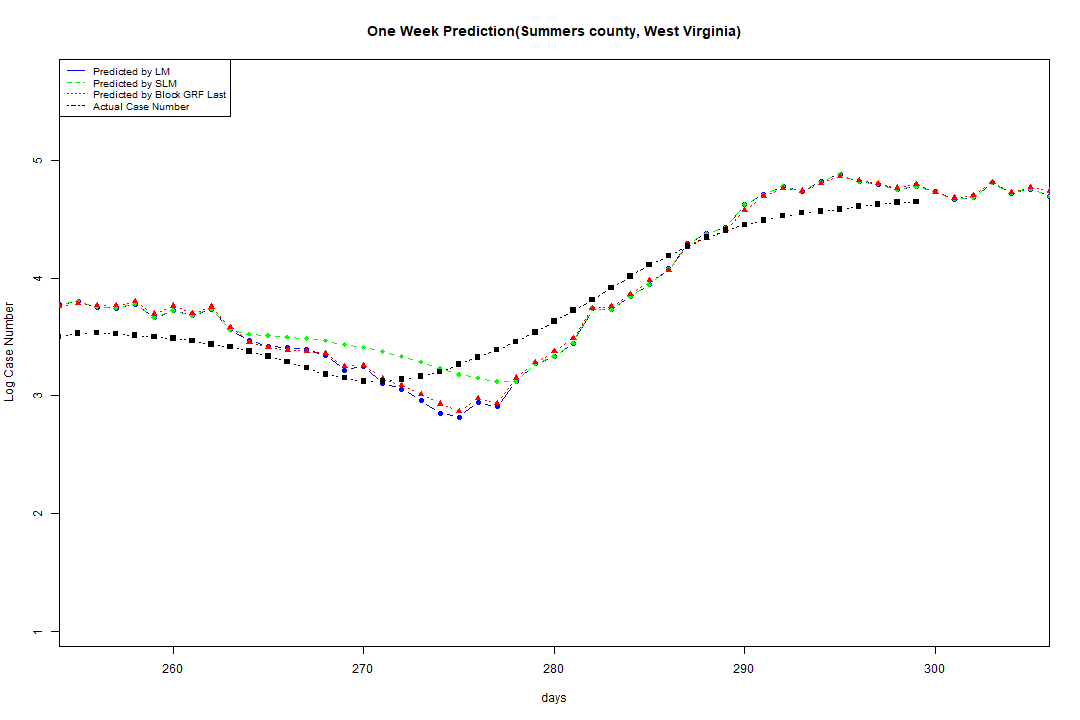 One Week Prediction(Summers county, West Virginia)
Predicted by LM
Predicted by SLM
Predicted by Block GRF Last
Actual Case Number
5
4
3
2
1
Log Case Number
260 270 280 290 300
days